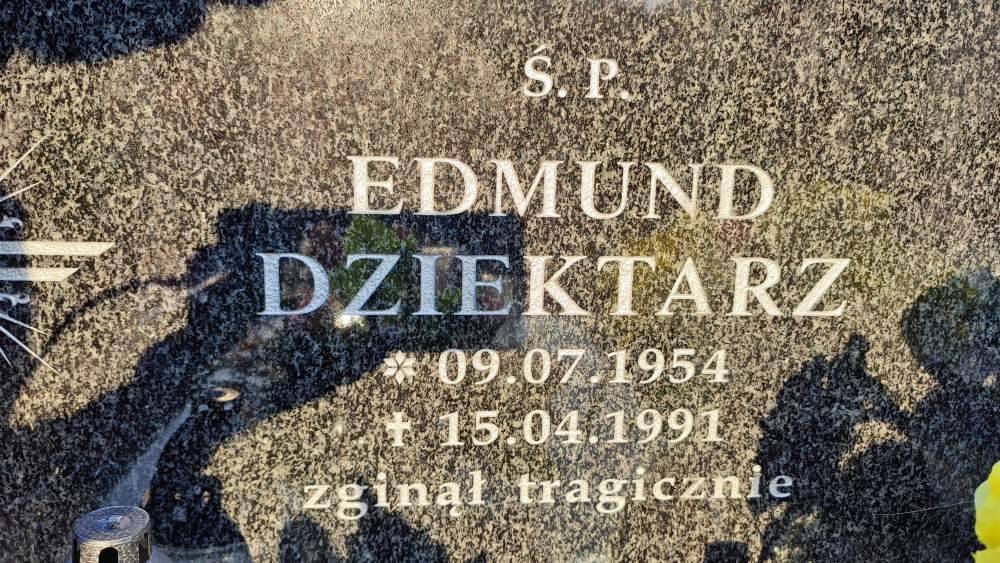 Ś. P.
EDMUND
DZIEKTARZ
✼ 09.07.1954
✝ 15.04.1991
zginął tragicznie